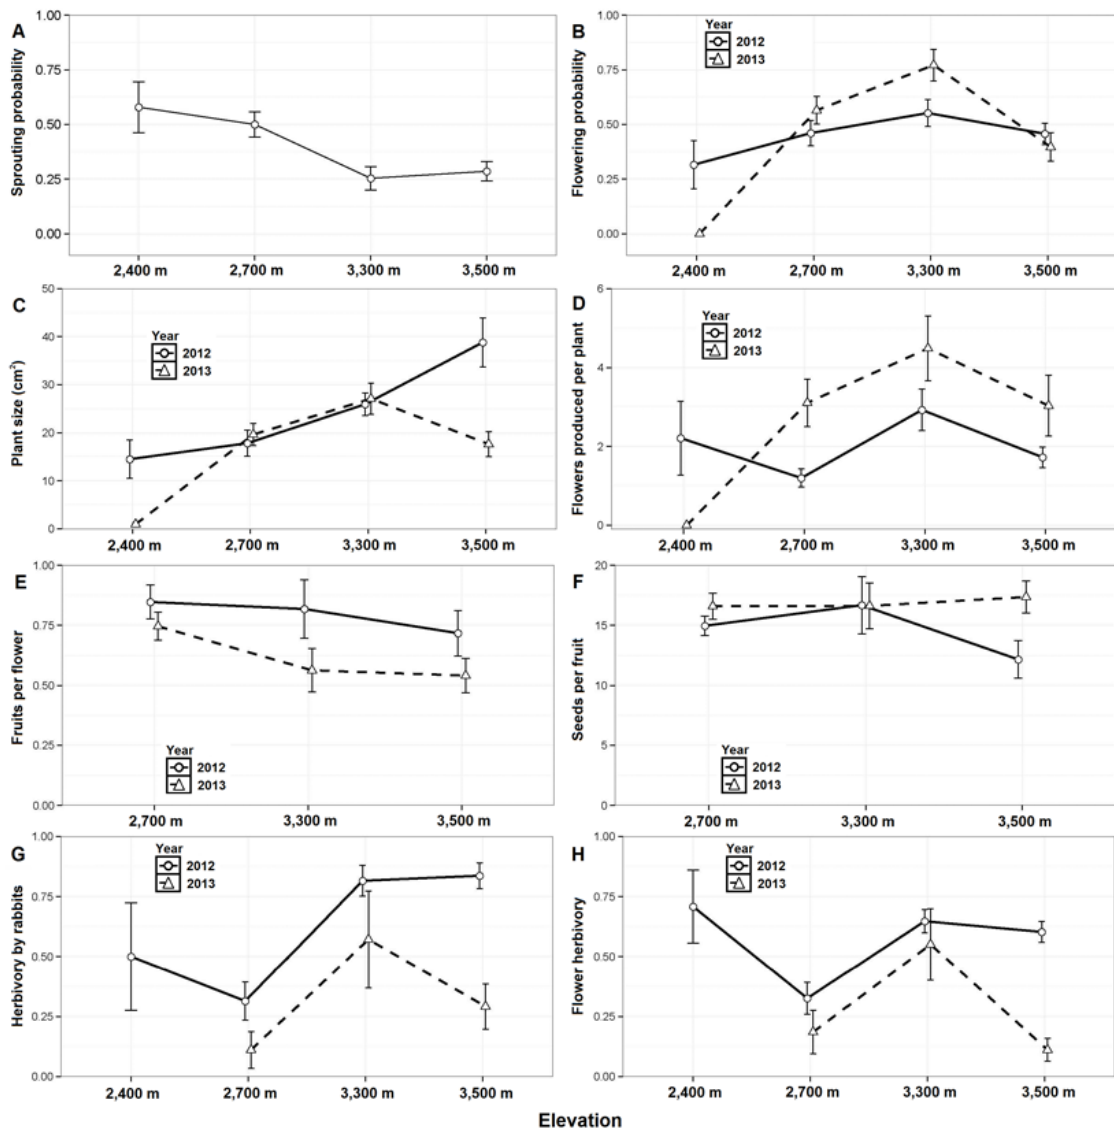 A
Sprouting probability
1.00
0.75
0.50
0.25
0.00
2,400 m 2,700 m 3,300 m 3,500 m
B
Flowering probability
1.00
0.75
0.50
0.25
0.00
Year
2012
2013
2,400 m 2,700 m 3,300 m 3,500 m
C
Plant size (cm²)
50
40
30
20
10
0
Year
2012
2013
2,400 m 2,700 m 3,300 m 3,500 m
D
Flowers produced per plant
6
4
2
0
Year
2012
2013
2,400 m 2,700 m 3,300 m 3,500 m
E
Fruits per flower
1.00
0.75
0.50
0.25
0.00
Year
2012
2013
2,700 m 3,300 m 3,500 m
F
Seeds per fruit
20
15
10
5
0
Year
2012
2013
2,700 m 3,300 m 3,500 m
G
Herbivory by rabbits
1.00
0.75
0.50
0.25
0.00
Year
2012
2013
2,400 m 2,700 m 3,300 m 3,500 m
H
Flower herbivory
1.00
0.75
0.50
0.25
0.00
Year
2012
2013
2,400 m 2,700 m 3,300 m 3,500 m
Elevation